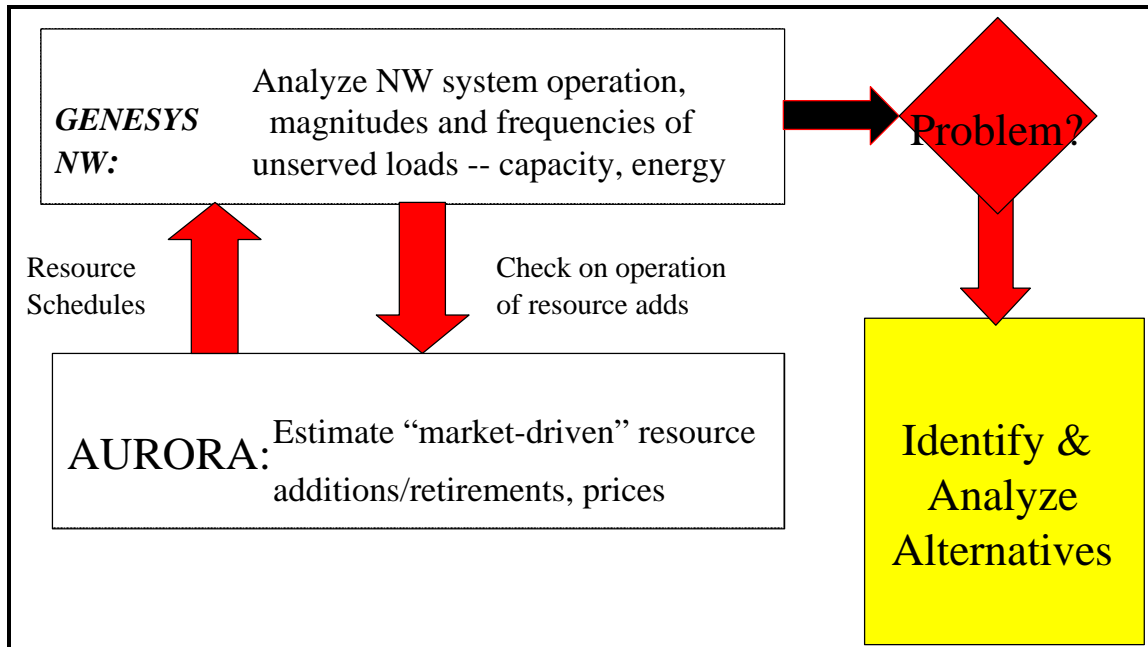 Analyze NW system operation,
GENESYS magnitudes and frequencies of
NW: unserved loads -- capacity, energy
Problem?
Resource
Schedules
Check on operation
of resource adds
AURORA: Estimate “market-driven” resource
additions/retirements, prices
Identify &
Analyze
Alternatives